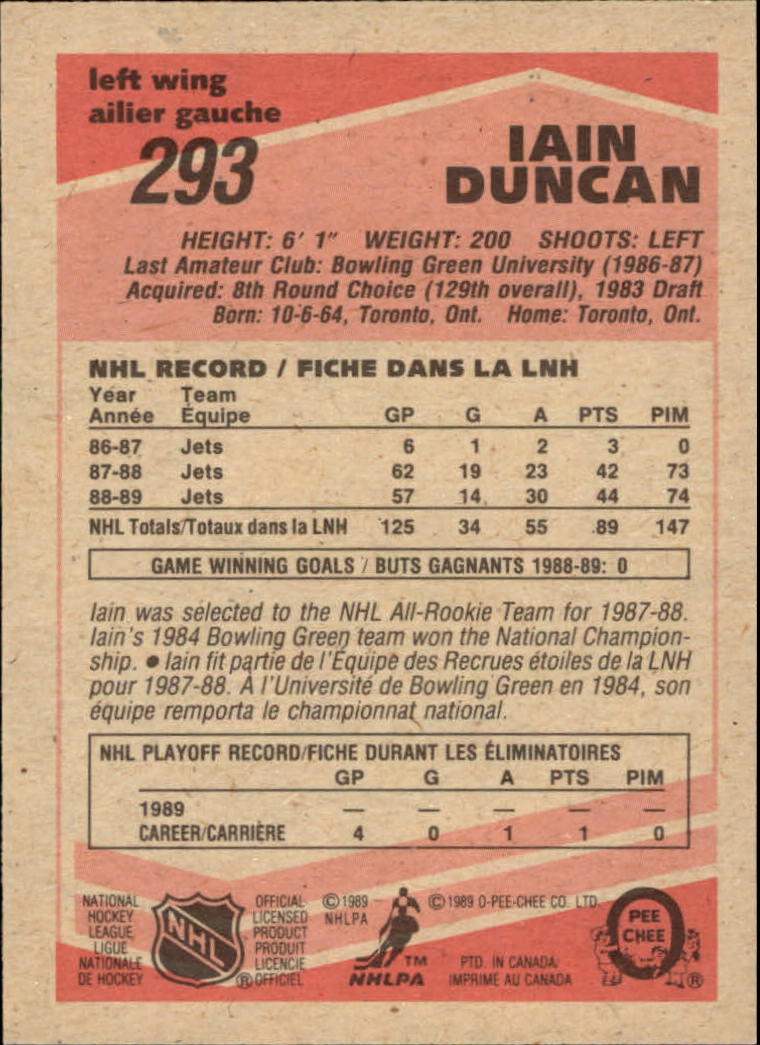 left wing
ailier gauche
293
IAIN
DUNCAN
HEIGHT: 6' 1" WEIGHT: 200 SHOOTS: LEFT
Last Amateur Club: Bowling Green University (1986-87)
Acquired: 8th Round Choice (129th overall), 1983 Draft
Born: 10-6-64, Toronto, Ont. Home: Toronto, Ont.
NHL RECORD / FICHE DANS LA LNH
Year Team
Année Équipe GP G A PTS PIM
86-87 Jets 6 1 2 3 0
87-88 Jets 62 19 23 42 73
88-89 Jets 57 14 30 44 74
NHL Totals/Totaux dans la LNH 125 34 55 89 147
GAME WINNING GOALS / BUTS GAGNANTS 1988-89: 0
Iain was selected to the NHL All-Rookie Team for 1987-88.
Iain's 1984 Bowling Green team won the National Champion-
ship. ● Iain fit partie de l'Équipe des Recrues étoiles de la LNH
pour 1987-88. À l'Université de Bowling Green en 1984, son
équipe remporta le championnat national.
NHL PLAYOFF RECORD/FICHE DURANT LES ÉLIMINATOIRES
GP G A PTS PIM
1989 — — — — —
CAREER/CARRIÈRE 4 0 1 1 0
NATIONAL
HOCKEY
LEAGUE
LIGUE
NATIONALE
DE HOCKEY
NHL
OFFICIAL
LICENSED
PRODUCT
PRODUIT
LICENCIE
® OFFICIEL
© 1989
NHLPA
TM
NHLPA
© 1989 O-PEE-CHEE CO. LTD.
PTD. IN CANADA
IMPRIME AU CANADA
O
PEE
CHEE
®